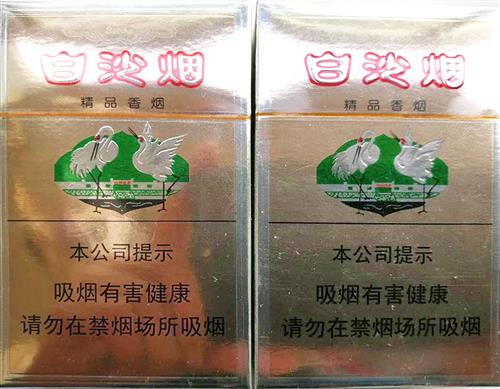 白沙烟
精品香烟
本公司提示
吸烟有害健康
请勿在禁烟场所吸烟
白沙烟
精品香烟
本公司提示
吸烟有害健康
请勿在禁烟场所吸烟